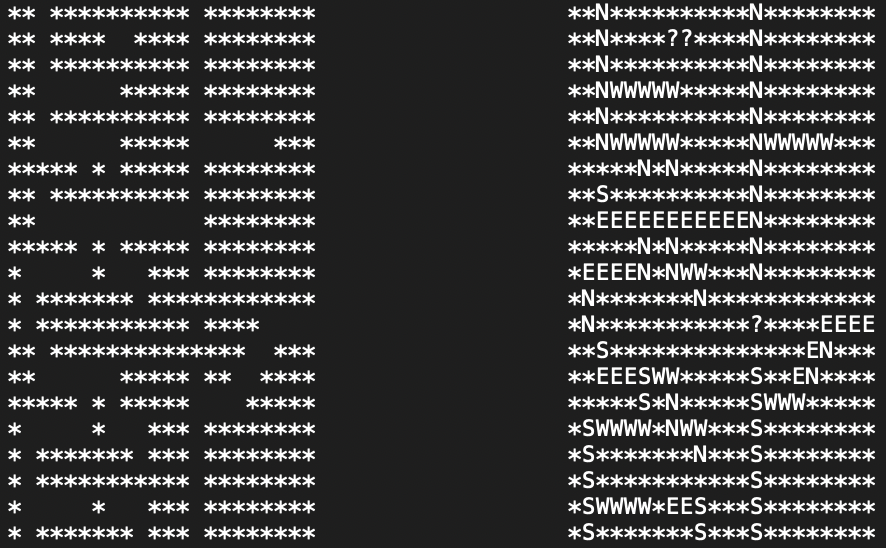 ** ********** ********                  **N**********N********
** ****  **** ********                  **N****??****N********
** ********** ********                  **N**********N********
**      ***** ********                  **NWWWWW*****N********
** ********** ********                  **N**********N********
**      *****      ***                  **NWWWWW*****NWWWWW***
***** * ***** ********                  *****N*N*****N********
** ********** ********                  **S**********N********
**            ********                  **EEEEEEEEEEEN********
***** * ***** ********                  *****N*N*****N********
*     *   *** ********                  *EEEEN*NWW***N********
* ******* ************                  *N*******N************
* *********** ****                      *N***********?****EEEE
** **************  ***                  **S**************EN***
**      ***** **  ****                  **EEESWW*****S**EN****
***** * *****    *****                  *****S*N*****SWWW*****
*     *   *** ********                  *SWWWW*NWW***S********
* ******* *** ********                  *S*******N***S********
* *********** ********                  *S***********S********
*     *   *** ********                  *SWWWW*EES***S********
* ******* *** ********                  *S*******S***S********